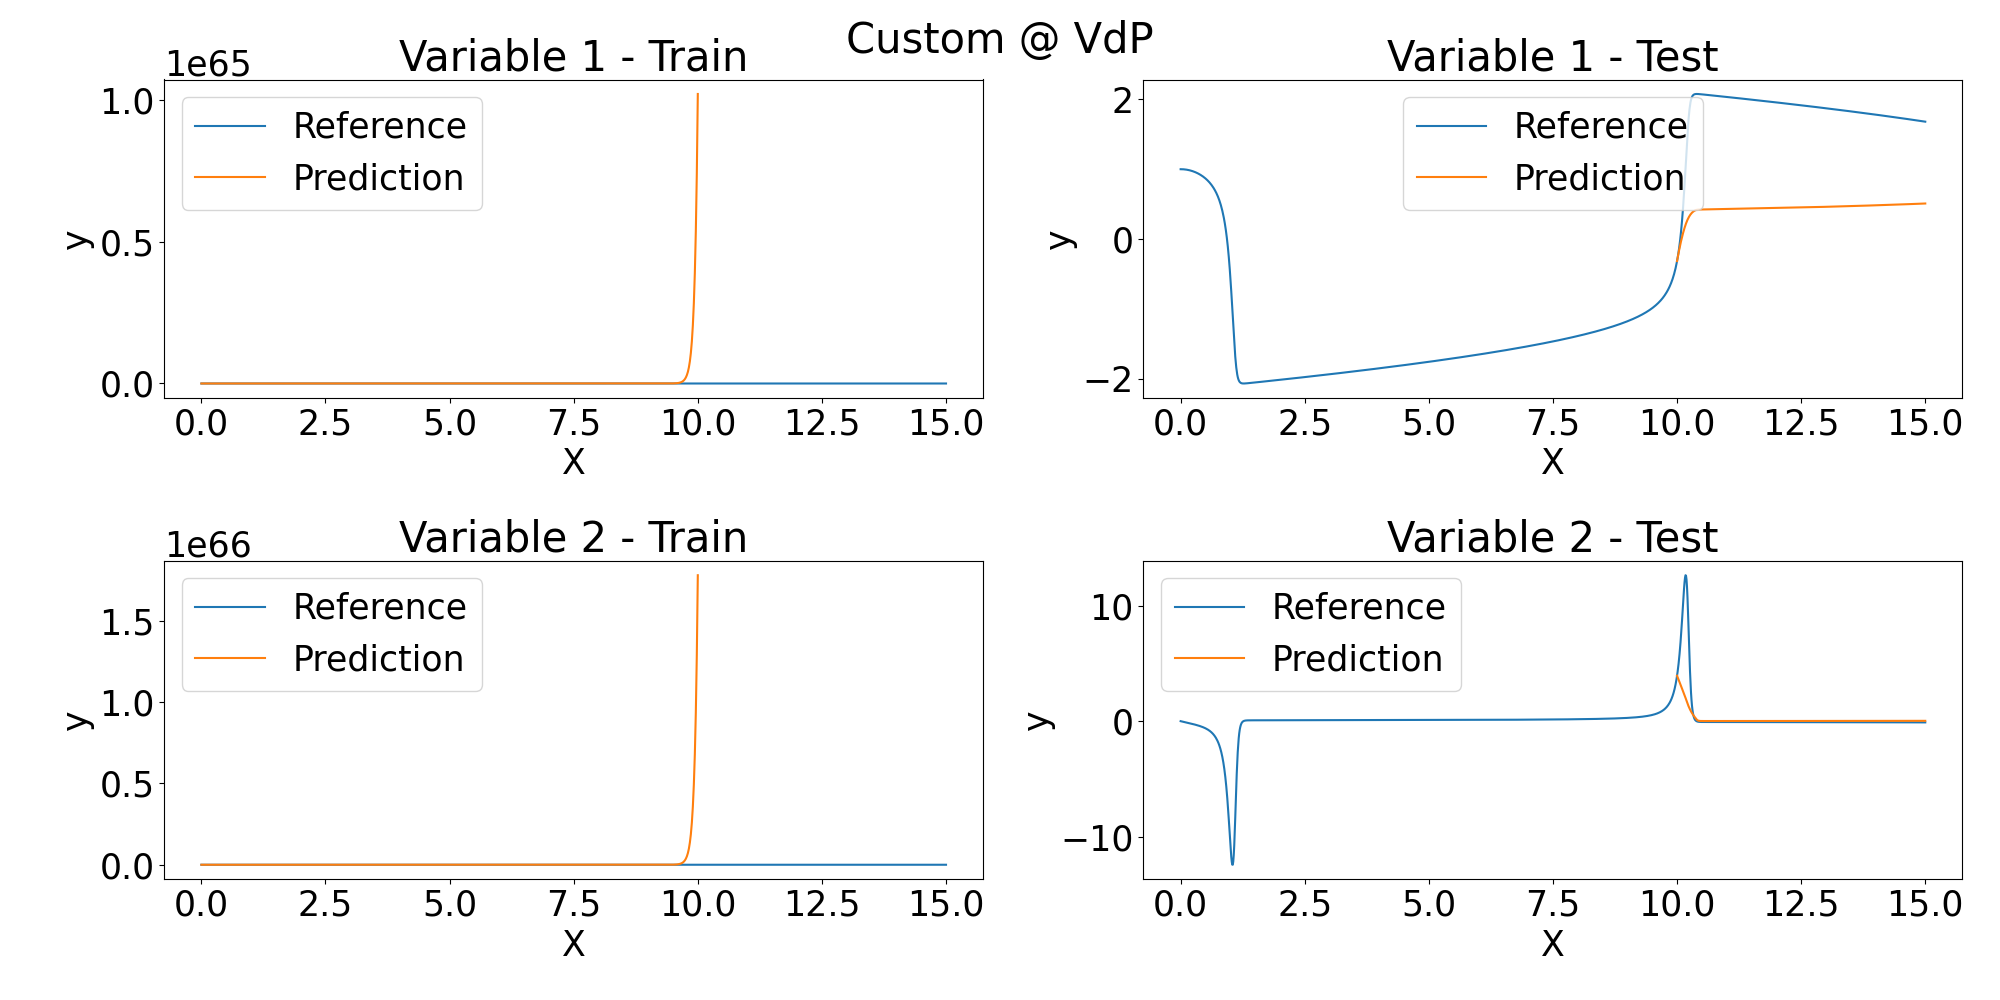 Custom @ VdP
Variable 1 - Train
1e65
1.0
0.5
0.0
y
Reference
Prediction
0.0 2.5 5.0 7.5 10.0 12.5 15.0
X
Variable 1 - Test
2
0
−2
y
Reference
Prediction
0.0 2.5 5.0 7.5 10.0 12.5 15.0
X
Variable 2 - Train
1e66
1.5
1.0
0.5
0.0
y
Reference
Prediction
0.0 2.5 5.0 7.5 10.0 12.5 15.0
X
Variable 2 - Test
10
0
−10
y
Reference
Prediction
0.0 2.5 5.0 7.5 10.0 12.5 15.0
X